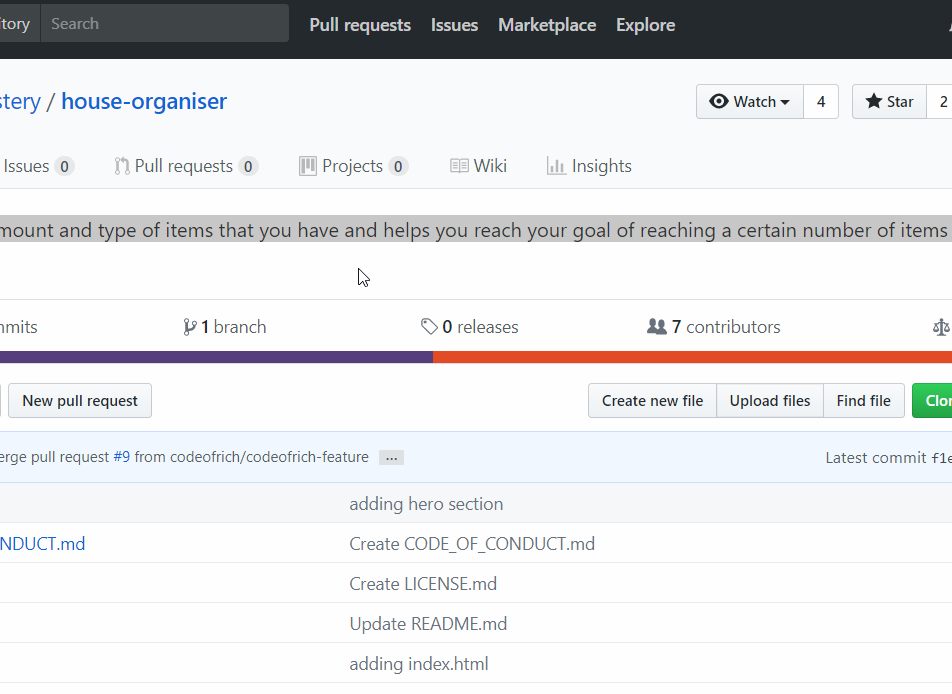 tory Search Pull requests Issues Marketplace Explore
stery / house-organiser Watch 4 Star 2
Issues 0 Pull requests 0 Projects 0 Wiki Insights
mount and type of items that you have and helps you reach your goal of reaching a certain number of items
mmits 1 branch 0 releases 7 contributors
New pull request Create new file Upload files Find file Clon
erge pull request #9 from codeofrich/codeofrich-feature ... Latest commit f1e
adding hero section
NDUCT.md Create CODE_OF_CONDUCT.md
Create LICENSE.md
Update README.md
adding index.html